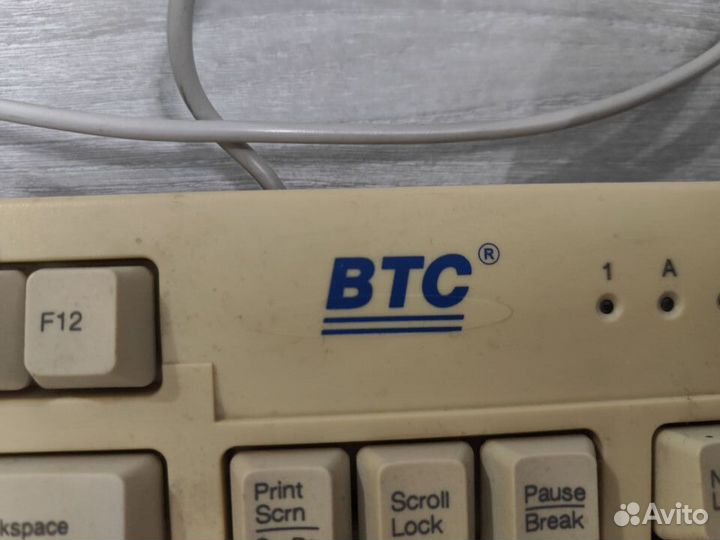 BTC®
1 A
F12
Print
Scrn
Scroll
Lock
Pause
Break
kspace
Avito